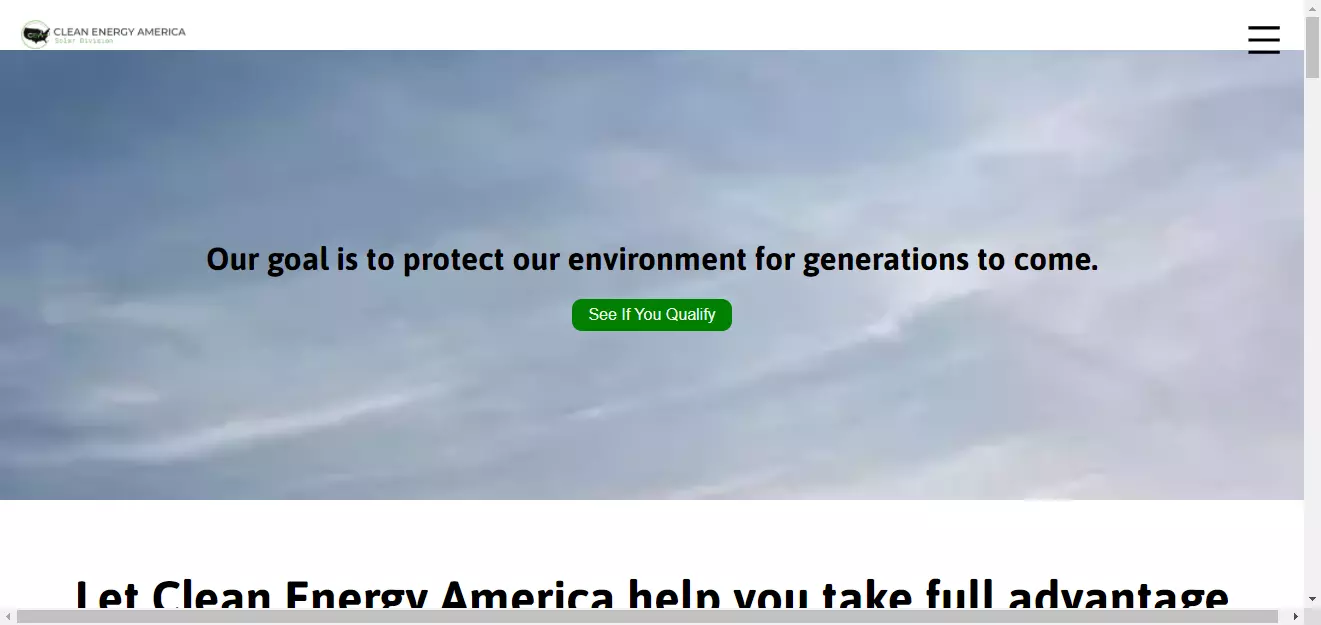 CLEAN ENERGY AMERICA
Solar Division
Our goal is to protect our environment for generations to come.
See If You Qualify
Let Clean Energy America help you take full advantage